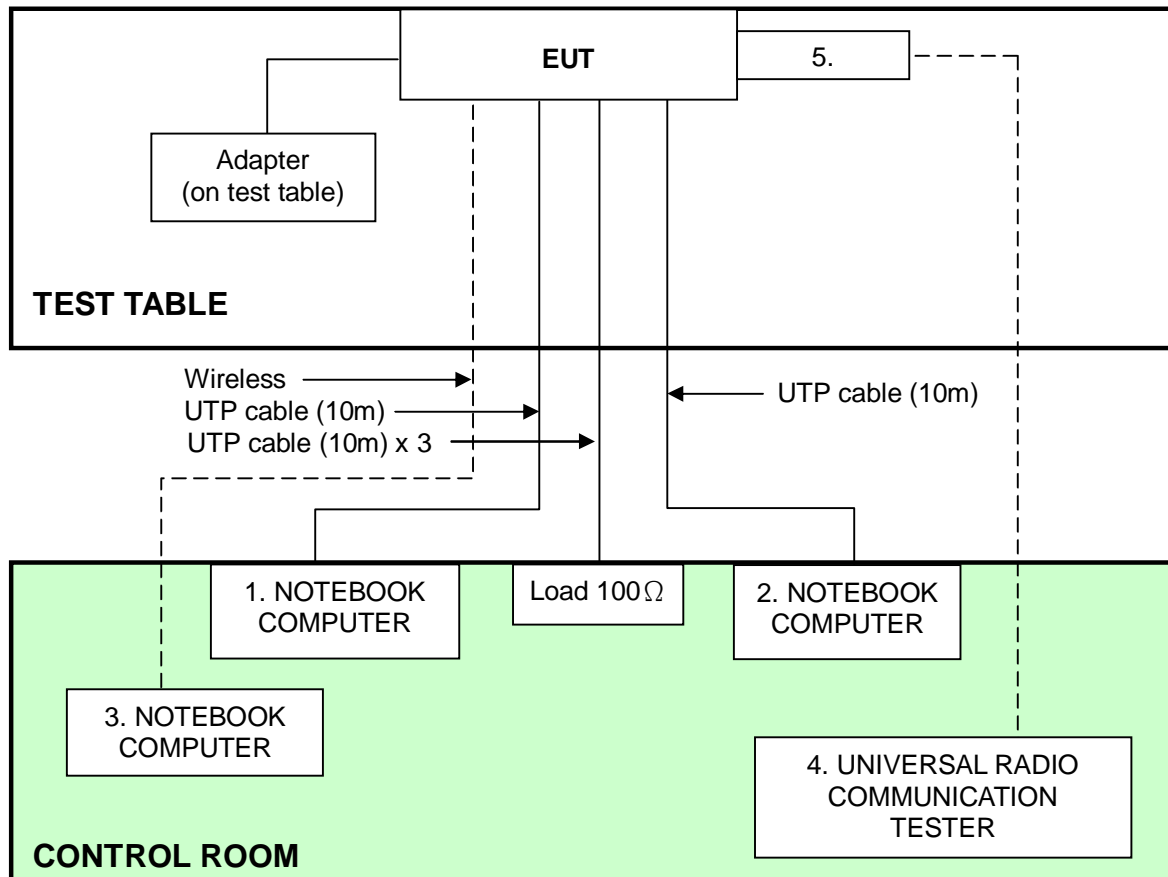 EUT
5.
Adapter
(on test table)
TEST TABLE
Wireless
UTP cable (10m)
UTP cable (10m) x 3
UTP cable (10m)
1. NOTEBOOK
COMPUTER
Load 100Ω
2. NOTEBOOK
COMPUTER
3. NOTEBOOK
COMPUTER
4. UNIVERSAL RADIO
COMMUNICATION
TESTER
CONTROL ROOM